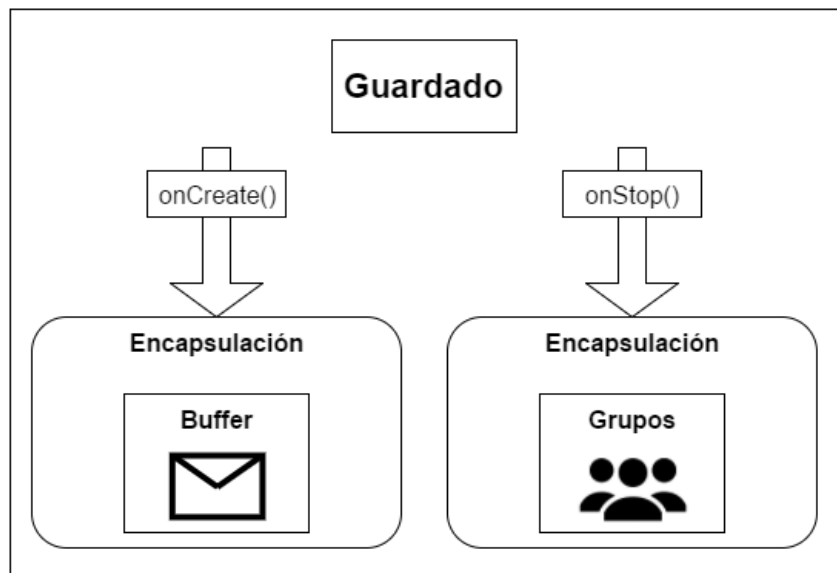 Guardado
onCreate()
onStop()
Encapsulación
Encapsulación
Buffer
Grupos